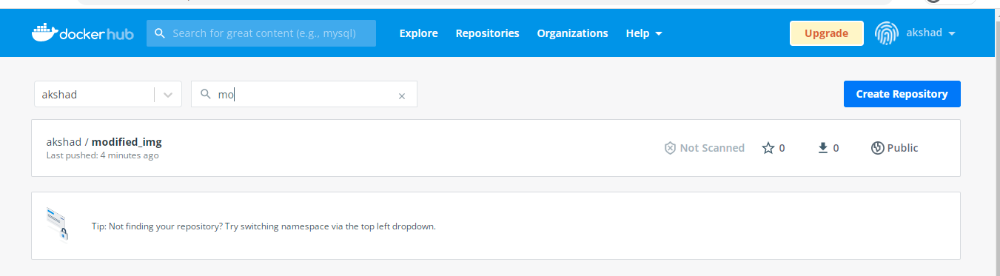 dockerhub Search for great content (e.g., mysql) Explore Repositories Organizations Help Upgrade akshad
akshad mo Create Repository
akshad / modified_img Not Scanned 0 0 Public
Last pushed: 4 minutes ago
Tip: Not finding your repository? Try switching namespace via the top left dropdown.